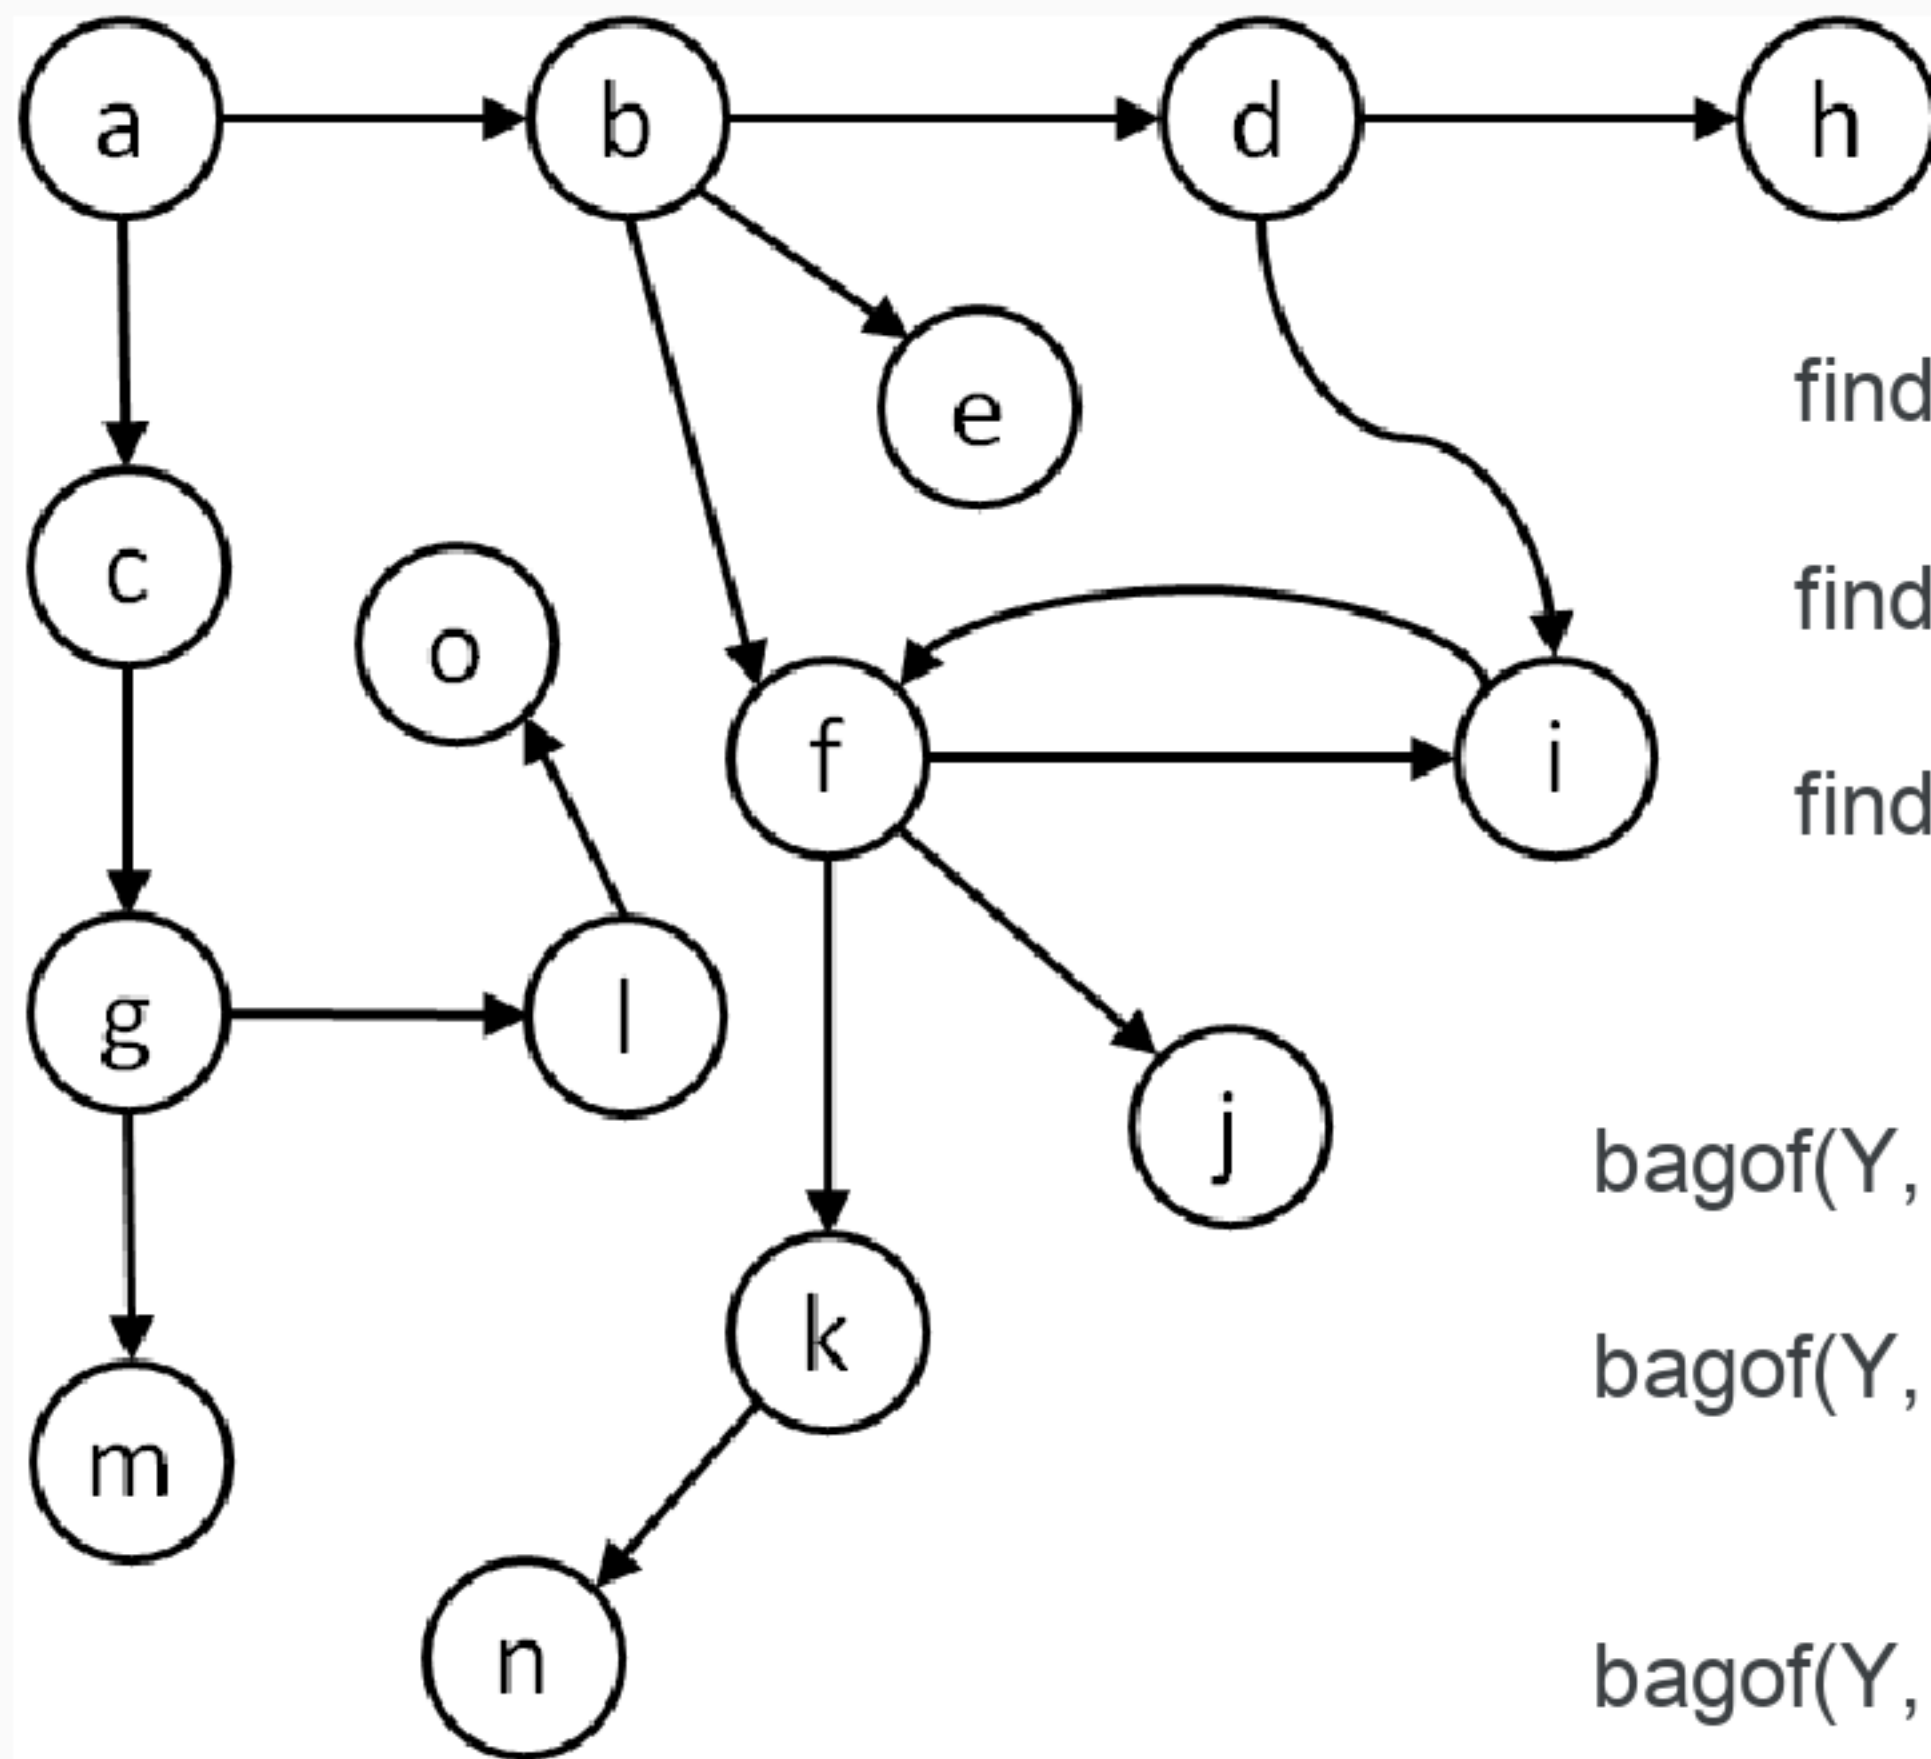 a b d h
e
find
c
o
find
f i
find
g l
j
bagof(Y,
k
bagof(Y,
m
n
bagof(Y,